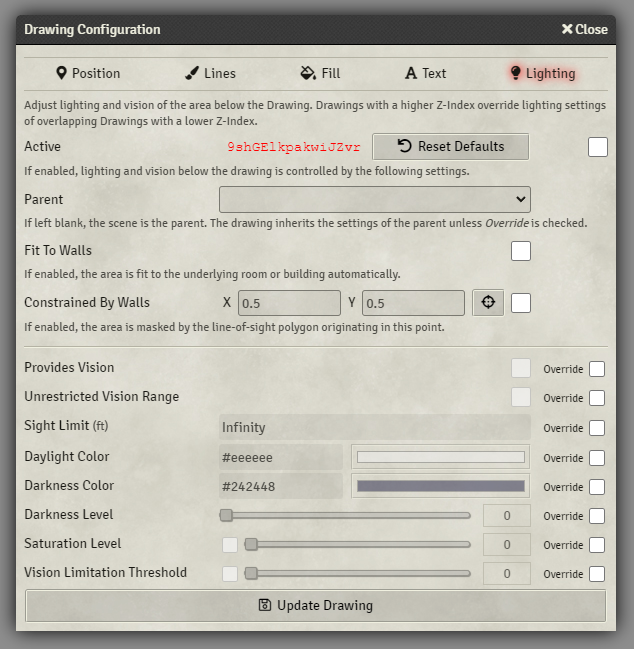 Drawing Configuration
Close
Position
Lines
Fill
Text
Lighting
Adjust lighting and vision of the area below the Drawing. Drawings with a higher Z-Index override lighting settings
of overlapping Drawings with a lower Z-Index.
Active 9shGElkpakwiJZvr Reset Defaults
If enabled, lighting and vision below the drawing is controlled by the following settings.
Parent
If left blank, the scene is the parent. The drawing inherits the settings of the parent unless Override is checked.
Fit To Walls
If enabled, the area is fit to the underlying room or building automatically.
Constrained By Walls X 0.5 Y 0.5
If enabled, the area is masked by the line-of-sight polygon originating in this point.
Provides Vision Override
Unrestricted Vision Range Override
Sight Limit (ft) Infinity Override
Daylight Color #eeeeee Override
Darkness Color #242448 Override
Darkness Level 0 Override
Saturation Level 0 Override
Vision Limitation Threshold 0 Override
Update Drawing